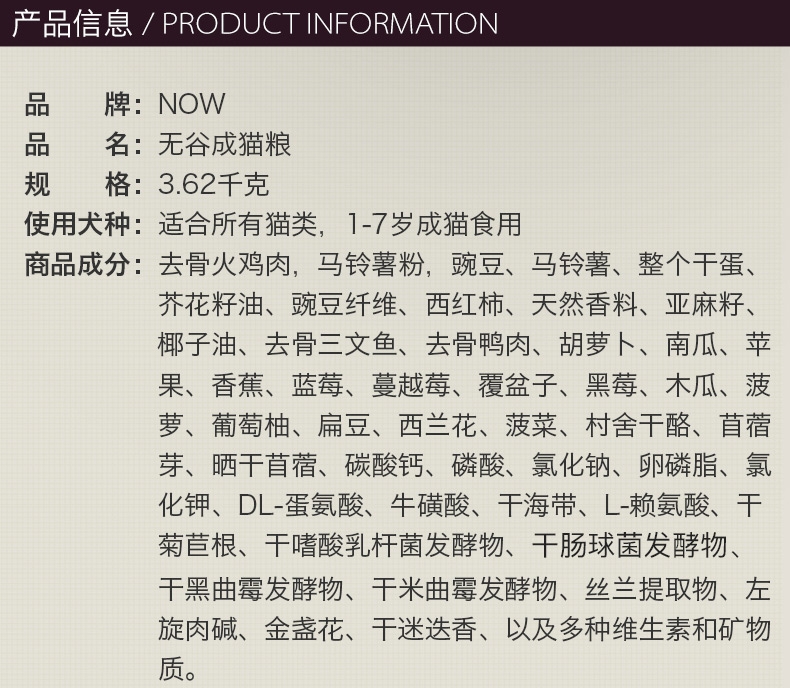 产品信息 / PRODUCT INFORMATION
品 牌：NOW
品 名：无谷成猫粮
规 格：3.62千克
使用犬种：适合所有猫类，1-7岁成猫食用
商品成分：去骨火鸡肉，马铃薯粉，豌豆、马铃薯、整个干蛋、
芥花籽油、豌豆纤维、西红柿、天然香料、亚麻籽、
椰子油、去骨三文鱼、去骨鸭肉、胡萝卜、南瓜、苹
果、香蕉、蓝莓、蔓越莓、覆盆子、黑莓、木瓜、菠
萝、葡萄柚、扁豆、西兰花、菠菜、村舍干酪、苜蓿
芽、晒干苜蓿、碳酸钙、磷酸、氯化钠、卵磷脂、氯
化钾、DL-蛋氨酸、牛磺酸、干海带、L-赖氨酸、干
菊苣根、干嗜酸乳杆菌发酵物、干肠球菌发酵物、
干黑曲霉发酵物、干米曲霉发酵物、丝兰提取物、左
旋肉碱、金盏花、干迷迭香、以及多种维生素和矿物
质。